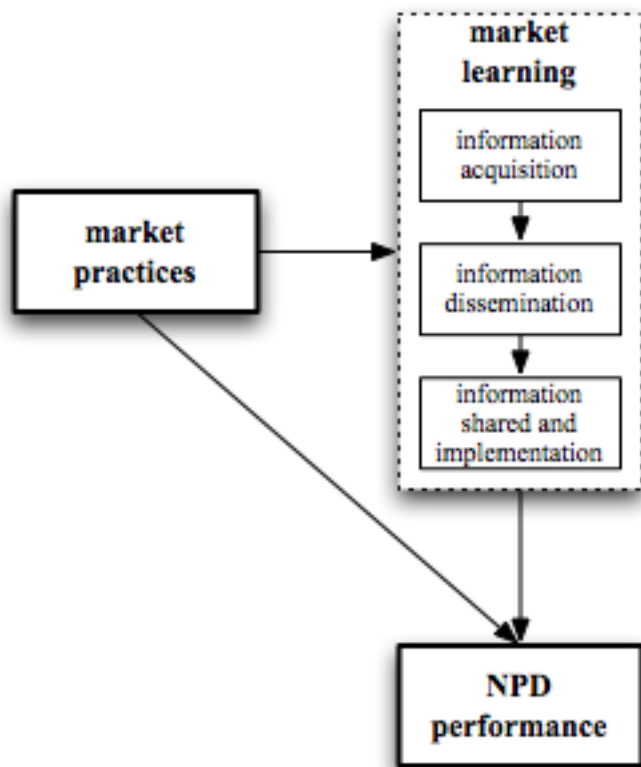 market
learning
information
acquisition
market
practices
information
dissemination
information
shared and
implementation
NPD
performance